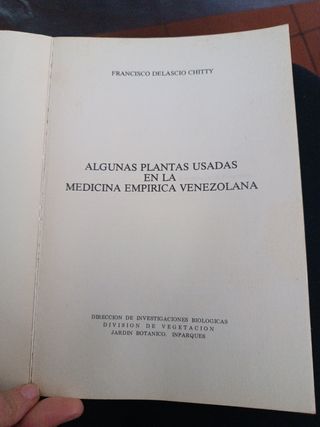 FRANCISCO DELASCIO CHITTY
ALGUNAS PLANTAS USADAS
EN LA
MEDICINA EMPIRICA VENEZOLANA
DIRECCION DE INVESTIGACIONES BIOLOGICAS
DIVISION DE VEGETACION
JARDIN BOTANICO. INPARQUES